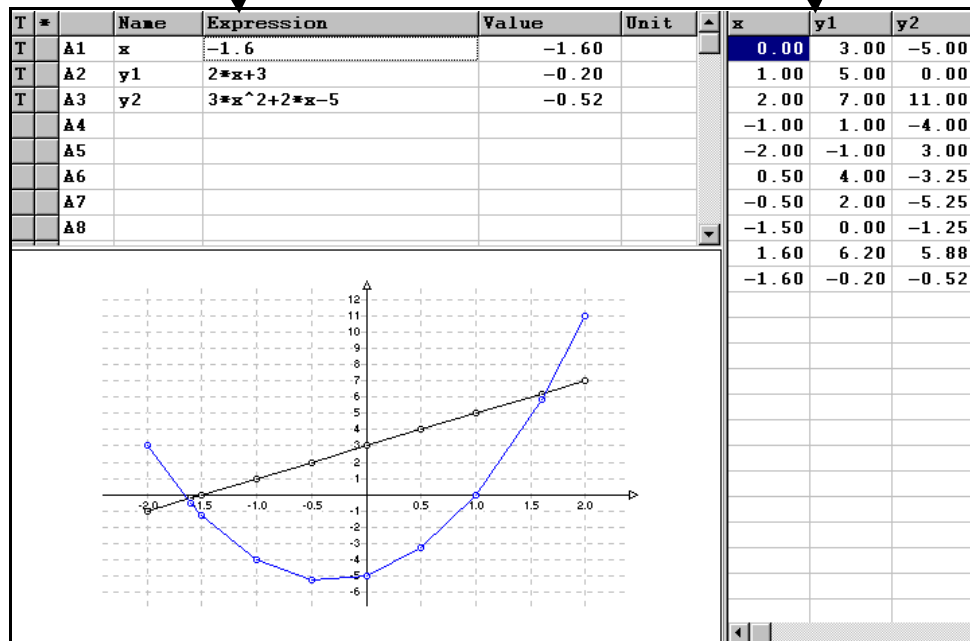 T * Name Expression Value Unit
T A1 x −1.6 −1.60
T A2 y1 2*x+3 −0.20
T A3 y2 3*x^2+2*x−5 −0.52
A4
A5
A6
A7
A8
x y1 y2
0.00 3.00 −5.00
1.00 5.00 0.00
2.00 7.00 11.00
−1.00 1.00 −4.00
−2.00 −1.00 3.00
0.50 4.00 −3.25
−0.50 2.00 −5.25
−1.50 0.00 −1.25
1.60 6.20 5.88
−1.60 −0.20 −0.52
12
11
10
9
8
7
6
5
4
3
2
1
-2.0 -1.5 -1.0 -0.5 0.5 1.0 1.5 2.0
-1
-2
-3
-4
-5
-6